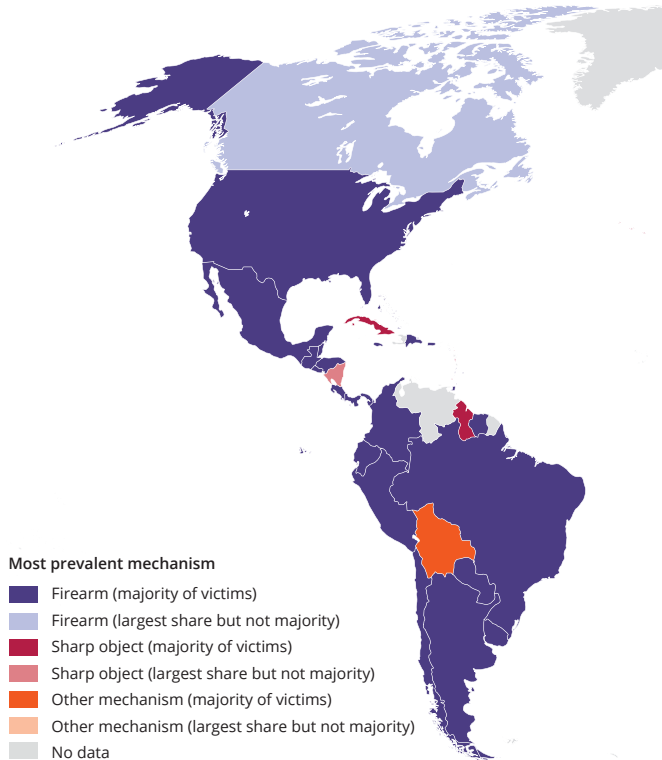 Most prevalent mechanism
Firearm (majority of victims)
Firearm (largest share but not majority)
Sharp object (majority of victims)
Sharp object (largest share but not majority)
Other mechanism (majority of victims)
Other mechanism (largest share but not majority)
No data